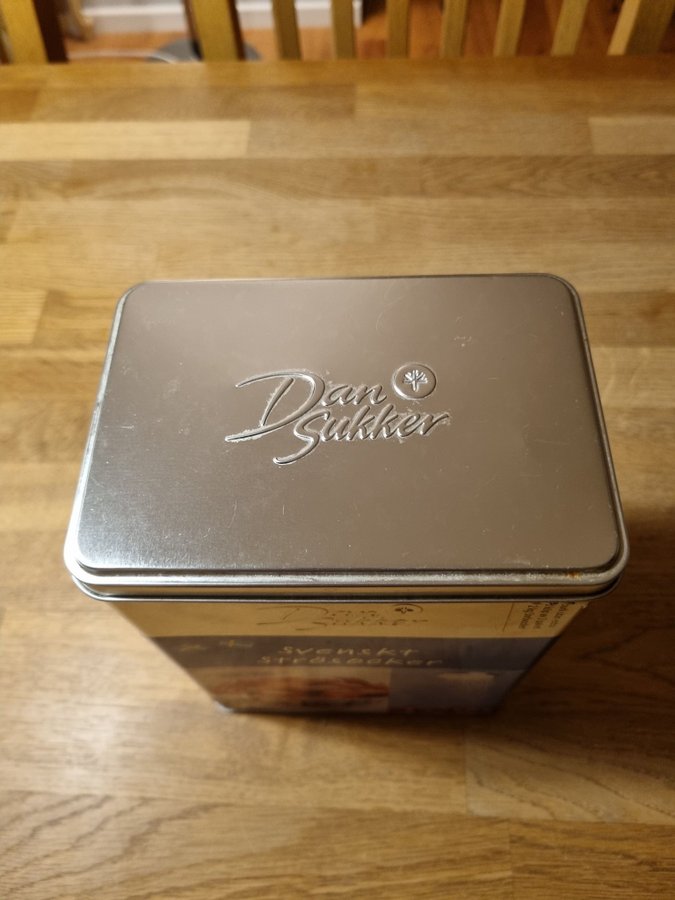 Dan
Sukker
Dan
Sukker
Svenskt
strösocker